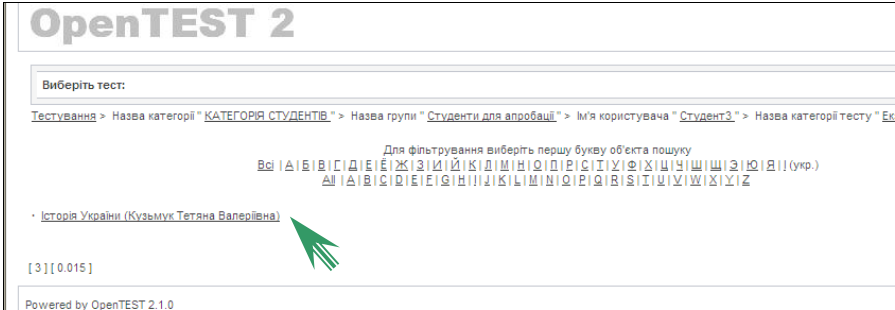 OpenTEST 2
Виберіть тест:
Тестування > Назва категорії " КАТЕГОРІЯ СТУДЕНТІВ " > Назва групи " Студенти для апробації " > Ім'я користувача " Студент3 " > Назва категорії тесту "
Для фільтрування виберіть першу букву об'єкта пошуку
Всі | А | Б | В | Г | Д | Е | Ё | Ж | З | И | Й | К | Л | М | Н | О | П | Р | С | Т | У | Ф | Х | Ц | Ч | Ш | Щ | Э | Ю | Я | І (укр.)
All | A | B | C | D | E | F | G | H | I | J | K | L | M | N | O | P | Q | R | S | T | U | V | W | X | Y | Z
· Історія України (Кузьмук Тетяна Валеріївна)
[ 3 ] [ 0.015 ]
Powered by OpenTEST 2.1.0